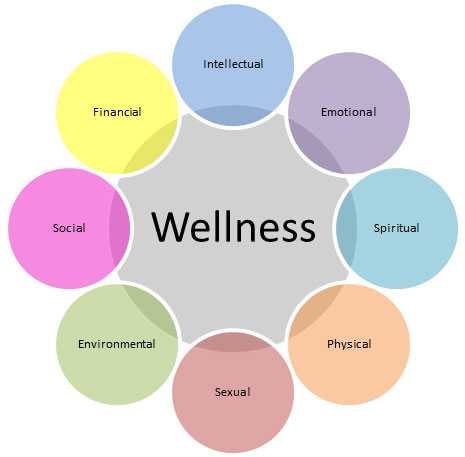 Intellectual
Financial
Emotional
Social
Wellness
Spiritual
Environmental
Physical
Sexual